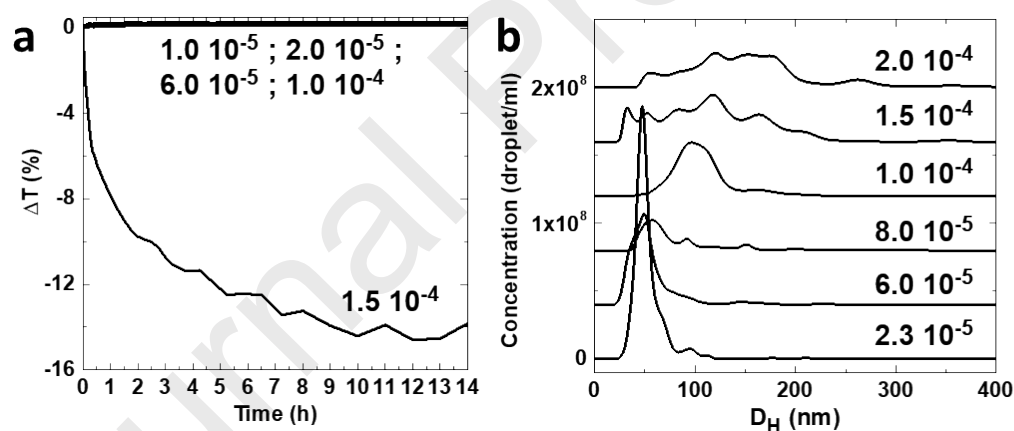 a
0
-4
-8
-12
-16
ΔT (%)
1.0 10⁻⁵ ; 2.0 10⁻⁵ ;
6.0 10⁻⁵ ; 1.0 10⁻⁴
1.5 10⁻⁴
0 1 2 3 4 5 6 7 8 9 10 11 12 13 14
Time (h)
b
2x10⁸
1x10⁸
0
Concentration (droplet/ml)
2.0 10⁻⁴
1.5 10⁻⁴
1.0 10⁻⁴
8.0 10⁻⁵
6.0 10⁻⁵
2.3 10⁻⁵
0 100 200 300 400
D_H (nm)
urnal Pr